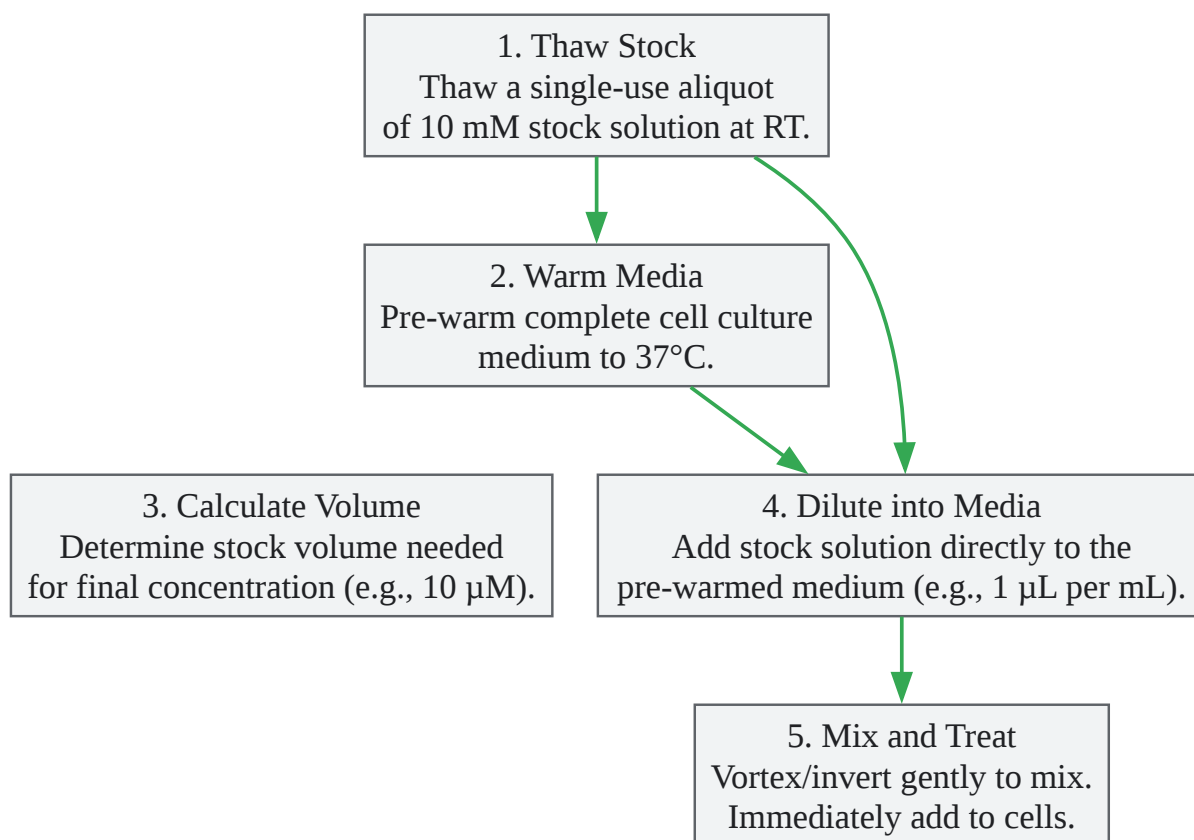 1. Thaw Stock
Thaw a single-use aliquot
of 10 mM stock solution at RT.
2. Warm Media
Pre-warm complete cell culture
medium to 37°C.
3. Calculate Volume
Determine stock volume needed
for final concentration (e.g., 10 µM).
4. Dilute into Media
Add stock solution directly to the
pre-warmed medium (e.g., 1 µL per mL).
5. Mix and Treat
Vortex/invert gently to mix.
Immediately add to cells.